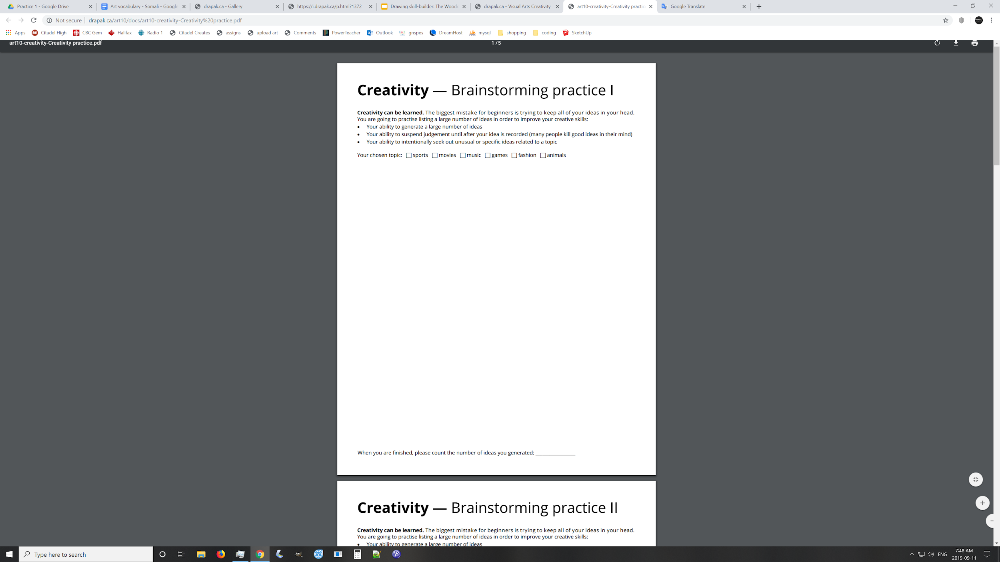 Practice 1 - Google Drive
Art vocabulary - Somali - Google
drapak.ca - Gallery
https://i.drapak.ca/p.html?1372
Drawing skill-builder: The Woodc
drapak.ca - Visual Arts Creativity
art10-creativity-Creativity practic
Google Translate
Not secure | drapak.ca/art10/docs/art10-creativity-Creativity%20practice.pdf
Apps
Citadel High
CBC Gem
Halifax
Radio 1
Citadel Creates
assigns
upload art
Comments
PowerTeacher
Outlook
gnspes
DreamHost
mysql
shopping
coding
SketchUp
art10-creativity-Creativity practice.pdf
1 / 5
Creativity — Brainstorming practice I
Creativity can be learned. The biggest mistake for beginners is trying to keep all of your ideas in your head.
You are going to practise listing a large number of ideas in order to improve your creative skills:
• Your ability to generate a large number of ideas
• Your ability to suspend judgement until after your idea is recorded (many people kill good ideas in their mind)
• Your ability to intentionally seek out unusual or specific ideas related to a topic
Your chosen topic: ☐ sports ☐ movies ☐ music ☐ games ☐ fashion ☐ animals
When you are finished, please count the number of ideas you generated: ______________
Creativity — Brainstorming practice II
Creativity can be learned. The biggest mistake for beginners is trying to keep all of your ideas in your head.
You are going to practise listing a large number of ideas in order to improve your creative skills:
• Your ability to generate a large number of ideas
Type here to search
ENG
7:48 AM
2019-09-11